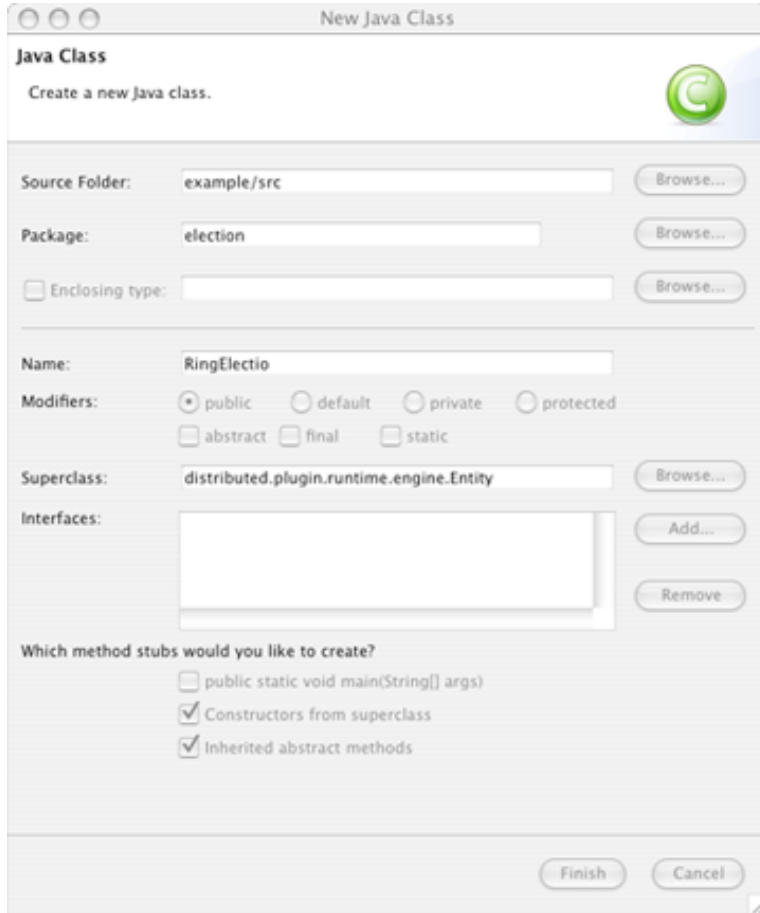 New Java Class
Java Class
Create a new Java class.
C
Source Folder: example/src Browse...
Package: election Browse...
Enclosing type: Browse...
Name: RingElectio
Modifiers: public default private protected
abstract final static
Superclass: distributed.plugin.runtime.engine.Entity Browse...
Interfaces: Add...
Remove
Which method stubs would you like to create?
public static void main(String[] args)
Constructors from superclass
Inherited abstract methods
Finish Cancel